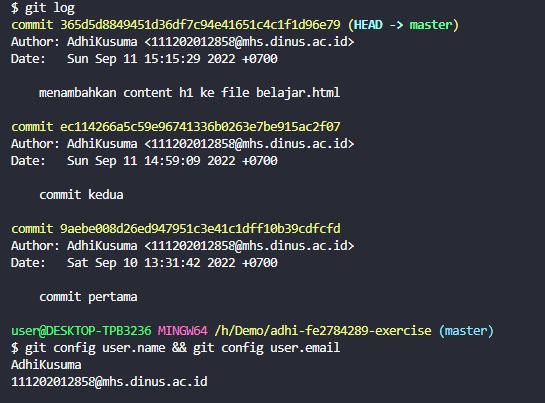 $ git log
commit 365d5d8849451d36df7c94e41651c4c1f1d96e79 (HEAD -> master)
Author: AdhiKusuma <111202012858@mhs.dinus.ac.id>
Date:   Sun Sep 11 15:15:29 2022 +0700
    menambahkan content h1 ke file belajar.html
commit ec114266a5c59e96741336b0263e7be915ac2f07
Author: AdhiKusuma <111202012858@mhs.dinus.ac.id>
Date:   Sun Sep 11 14:59:09 2022 +0700
    commit kedua
commit 9aebe008d26ed947951c3e41c1dff10b39cdfcfd
Author: AdhiKusuma <111202012858@mhs.dinus.ac.id>
Date:   Sat Sep 10 13:31:42 2022 +0700
    commit pertama
user@DESKTOP-TPB3236 MINGW64 /h/Demo/adhi-fe2784289-exercise (master)
$ git config user.name && git config user.email
AdhiKusuma
111202012858@mhs.dinus.ac.id